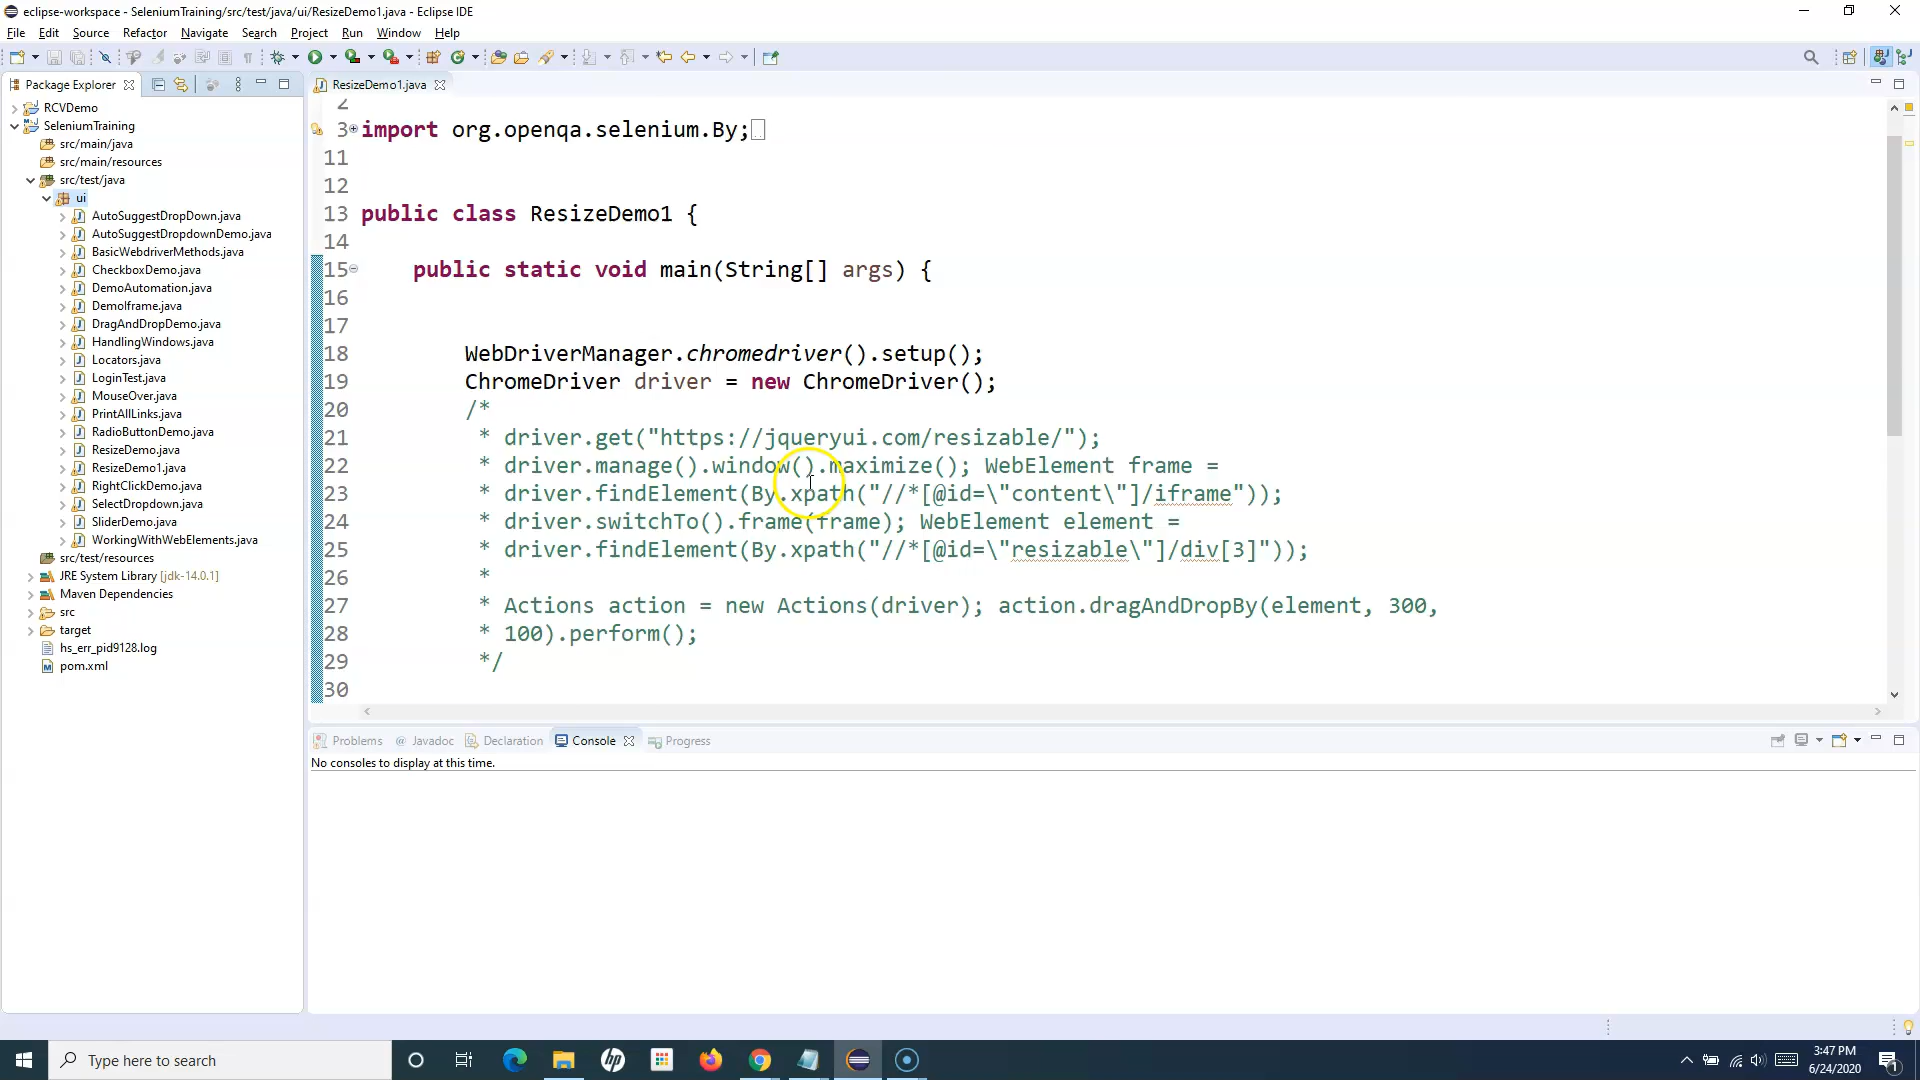 eclipse-workspace - SeleniumTraining/src/test/java/ui/ResizeDemo1.java - Eclipse IDE
File Edit Source Refactor Navigate Search Project Run Window Help
Package Explorer
RCVDemo
SeleniumTraining
src/main/java
src/main/resources
src/test/java
ui
AutoSuggestDropDown.java
AutoSuggestDropdownDemo.java
BasicWebdriverMethods.java
CheckboxDemo.java
DemoAutomation.java
DemoIframe.java
DragAndDropDemo.java
HandlingWindows.java
Locators.java
LoginTest.java
MouseOver.java
PrintAllLinks.java
RadioButtonDemo.java
ResizeDemo.java
ResizeDemo1.java
RightClickDemo.java
SelectDropdown.java
SliderDemo.java
WorkingWithWebElements.java
src/test/resources
JRE System Library [jdk-14.0.1]
Maven Dependencies
src
target
hs_err_pid9128.log
pom.xml
ResizeDemo1.java
2
3 import org.openqa.selenium.By;
11
12
13 public class ResizeDemo1 {
14
15 public static void main(String[] args) {
16
17
18 WebDriverManager.chromedriver().setup();
19 ChromeDriver driver = new ChromeDriver();
20 /*
21 * driver.get("https://jqueryui.com/resizable/");
22 * driver.manage().window().maximize(); WebElement frame =
23 * driver.findElement(By.xpath("//*[@id=\"content\"]/iframe"));
24 * driver.switchTo().frame(frame); WebElement element =
25 * driver.findElement(By.xpath("//*[@id=\"resizable\"]/div[3]"));
26 *
27 * Actions action = new Actions(driver); action.dragAndDropBy(element, 300,
28 * 100).perform();
29 */
30
Problems @ Javadoc Declaration Console Progress
No consoles to display at this time.
Type here to search
hp
3:47 PM
6/24/2020
1